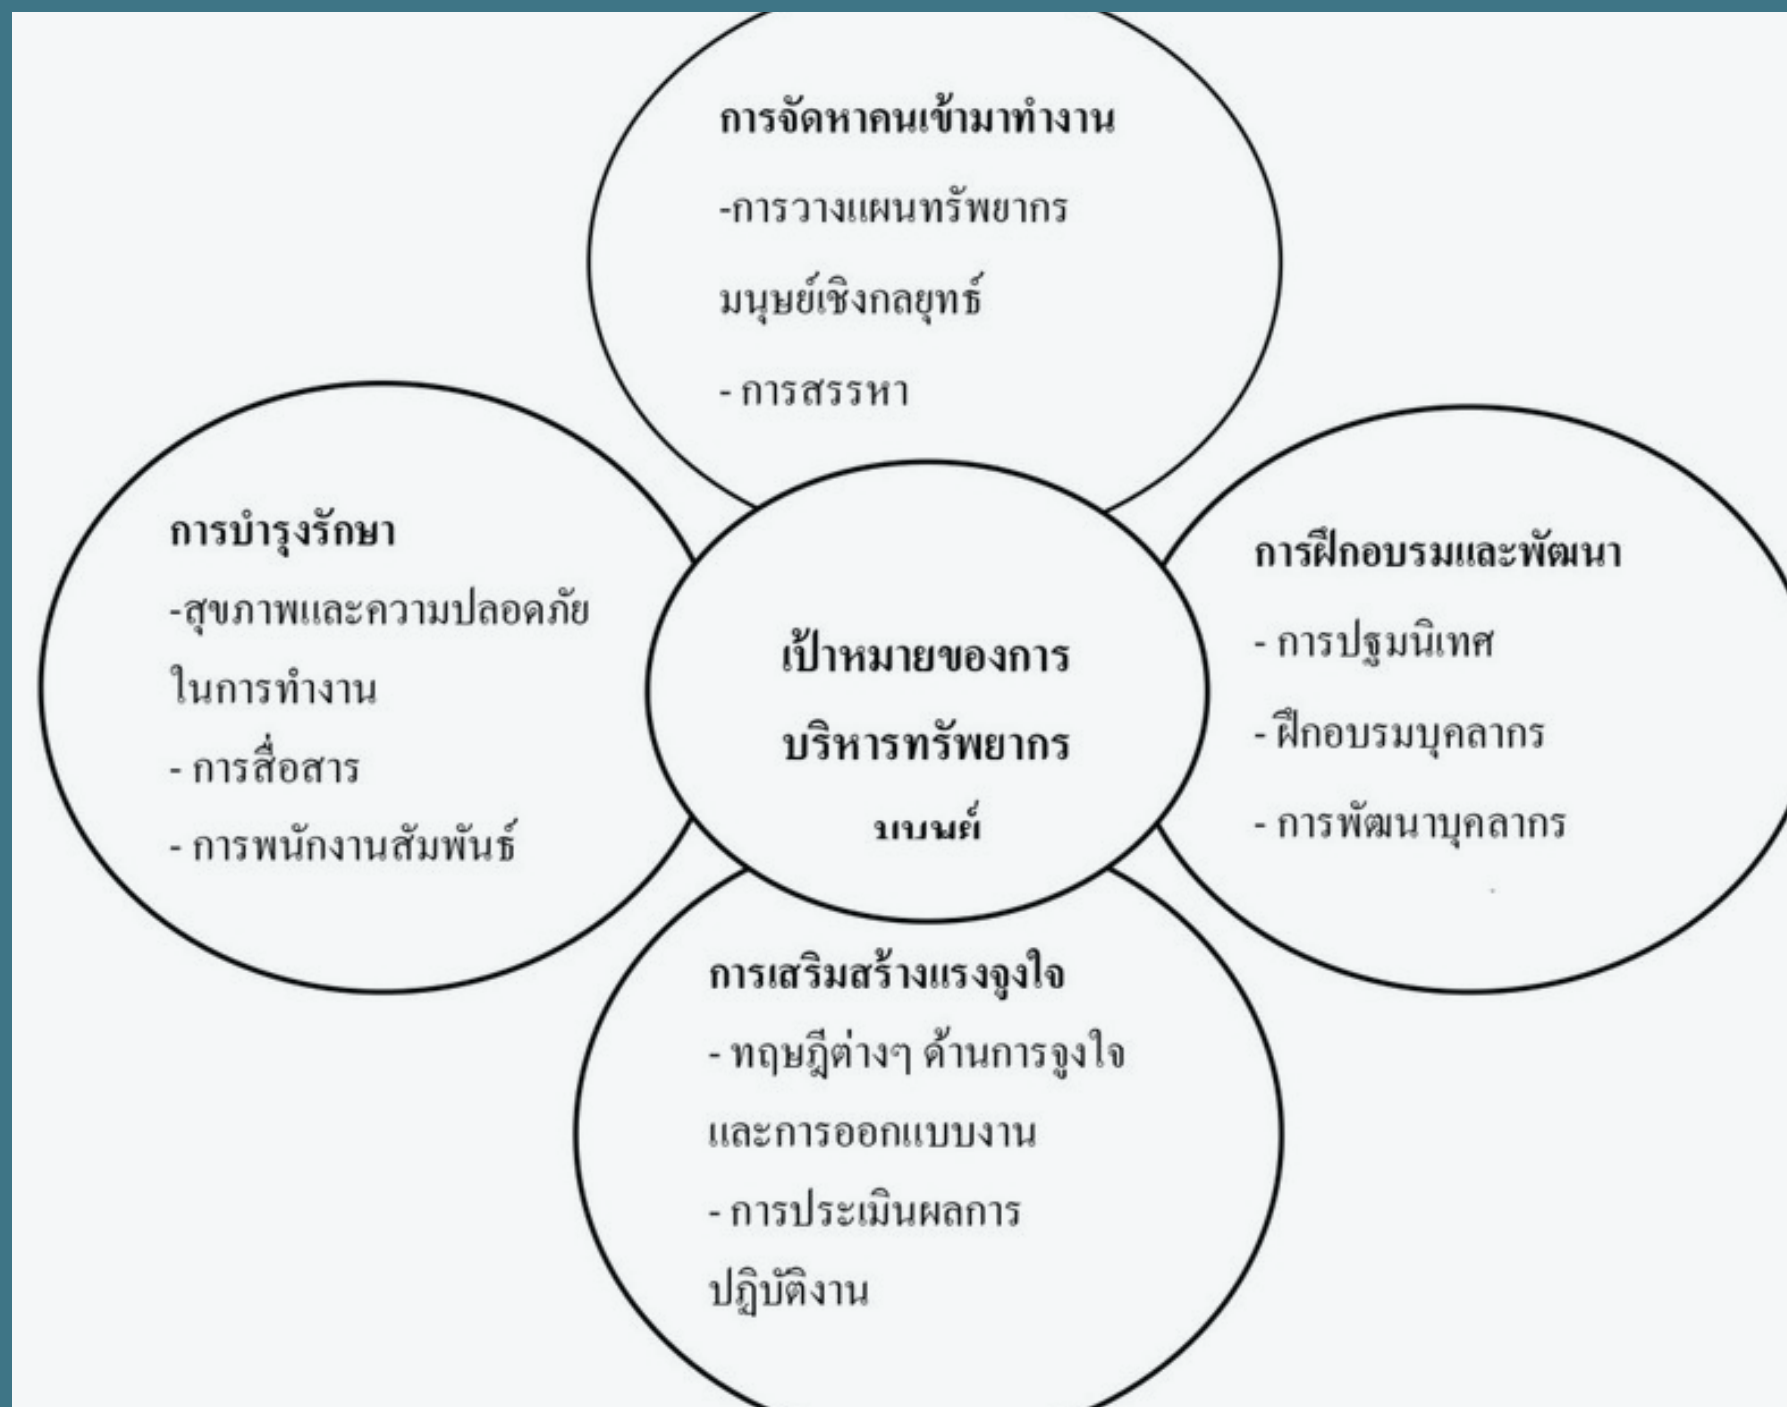 การจัดหาคนเข้ามาทำงาน
-การวางแผนทรัพยากร
มนุษย์เชิงกลยุทธ์
- การสรรหา
การบำรุงรักษา
-สุขภาพและความปลอดภัย
ในการทำงาน
- การสื่อสาร
- การพนักงานสัมพันธ์
เป้าหมายของการ
บริหารทรัพยากร
มนุษย์
การฝึกอบรมและพัฒนา
- การปฐมนิเทศ
- ฝึกอบรมบุคลากร
- การพัฒนาบุคลากร
การเสริมสร้างแรงจูงใจ
- ทฤษฎีต่างๆ ด้านการจูงใจ
และการออกแบบงาน
- การประเมินผลการ
ปฏิบัติงาน